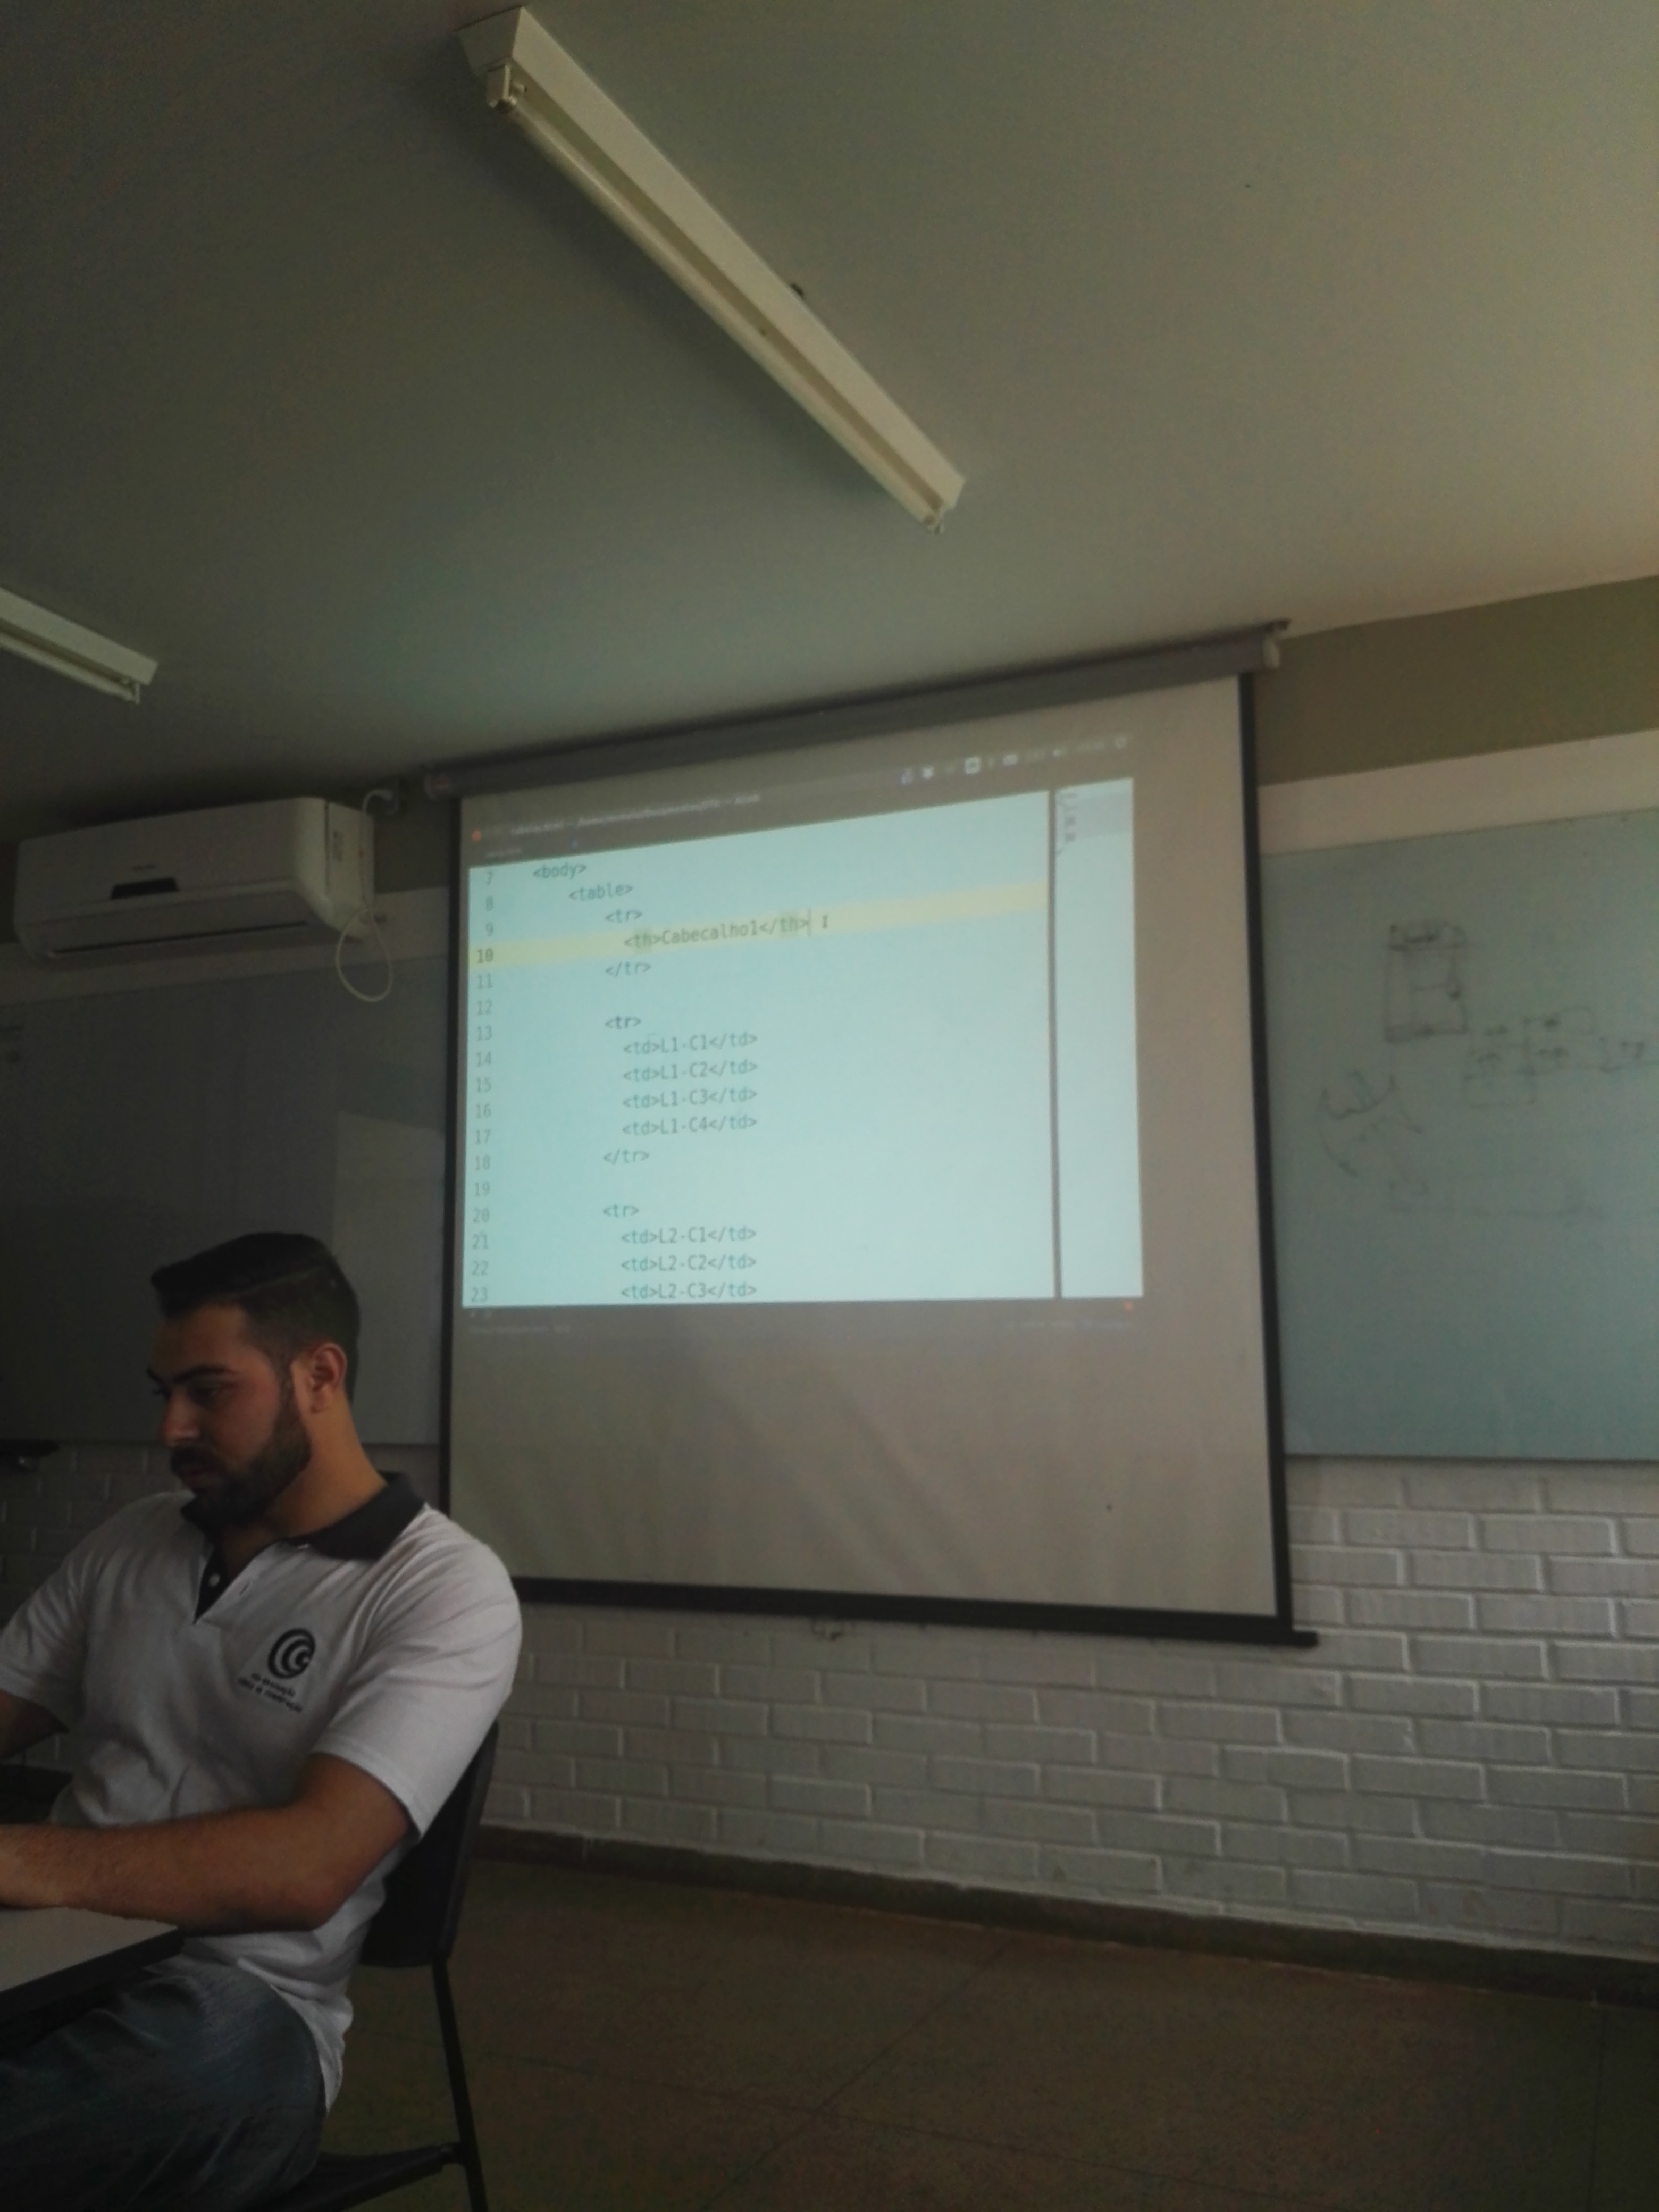 7 <body>
8 <table>
9 <tr>
10 <th>Cabecalho1</th>
11 </tr>
12
13 <tr>
14 <td>L1-C1</td>
15 <td>L1-C2</td>
16 <td>L1-C3</td>
17 <td>L1-C4</td>
18 </tr>
19
20 <tr>
21 <td>L2-C1</td>
22 <td>L2-C2</td>
23 <td>L2-C3</td>